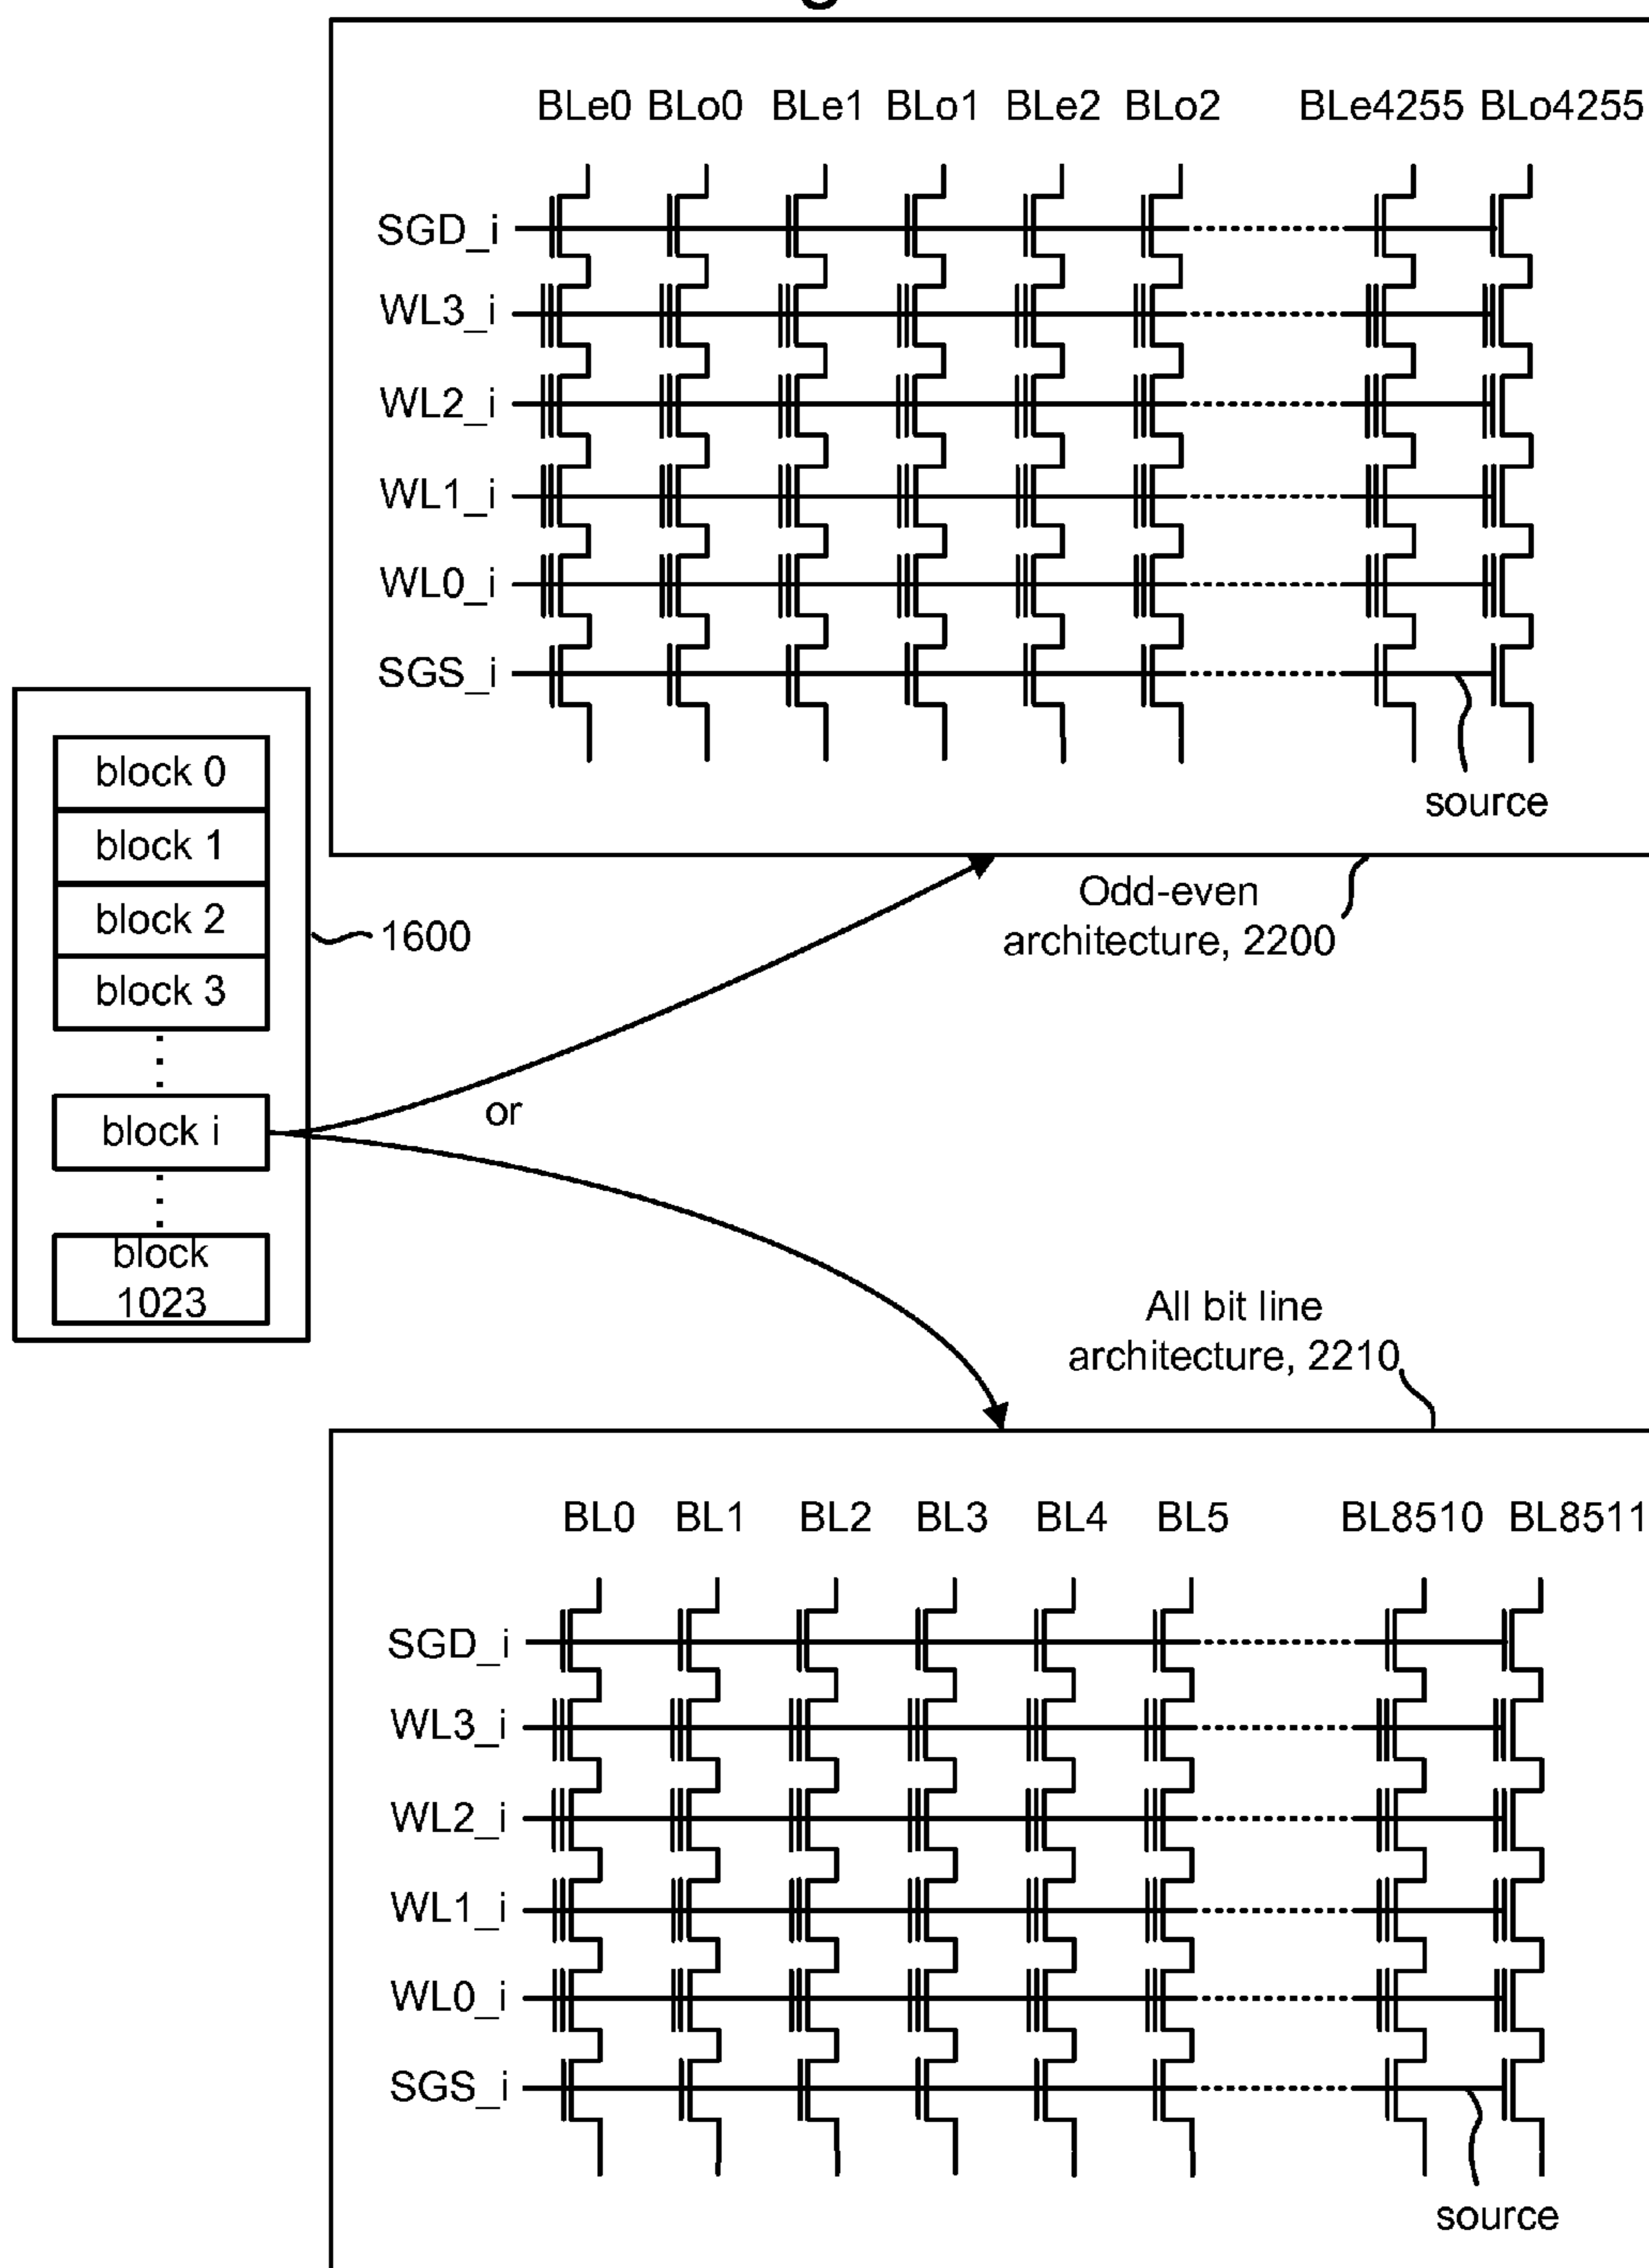 BLe0 BLo0 BLe1 BLo1 BLe2 BLo2 BLe4255 BLo4255
SGD_i
WL3_i
WL2_i
WL1_i
WL0_i
SGS_i
source
block 0
block 1
block 2
block 3
block i
block
1023
1600
or
Odd-even
architecture, 2200
All bit line
architecture, 2210
BL0 BL1 BL2 BL3 BL4 BL5 BL8510 BL8511
SGD_i
WL3_i
WL2_i
WL1_i
WL0_i
SGS_i
source